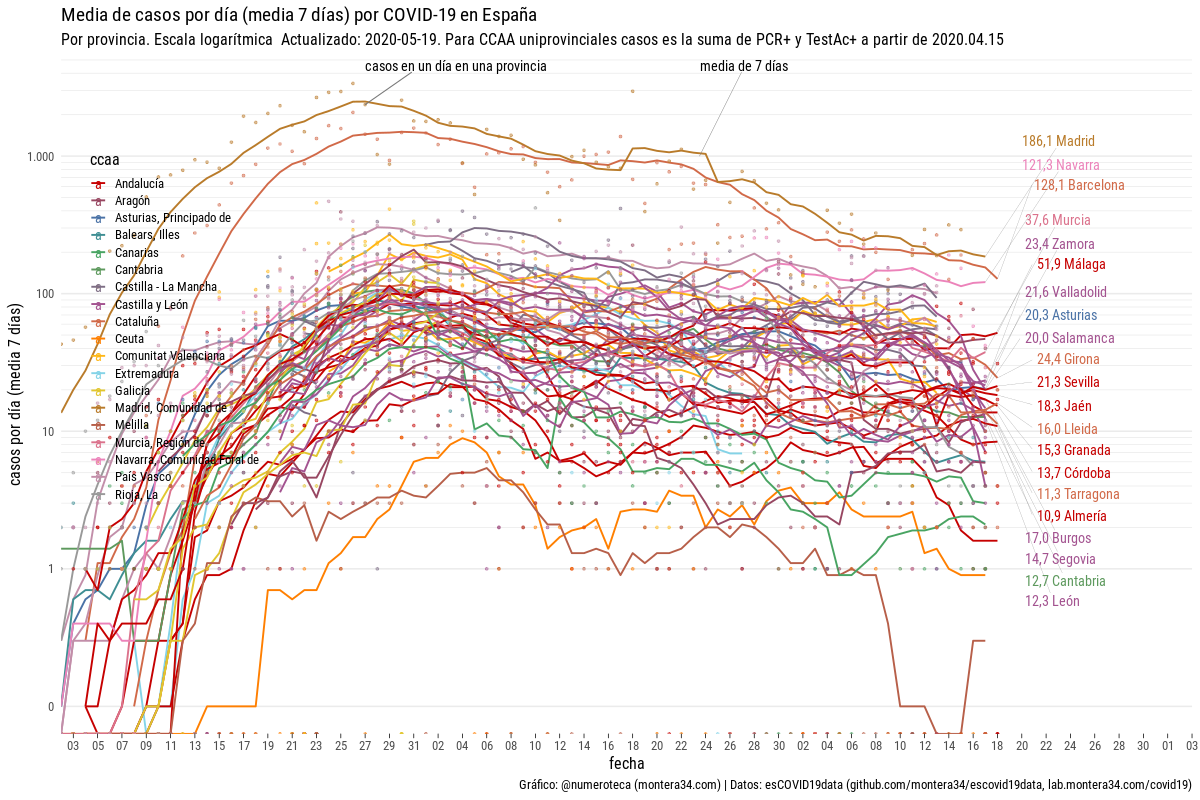 Media de casos por día (media 7 días) por COVID-19 en España
Por provincia. Escala logarítmica  Actualizado: 2020-05-19. Para CCAA uniprovinciales casos es la suma de PCR+ y TestAc+ a partir de 2020.04.15
casos en un día en una provincia
media de 7 días
casos por día (media 7 días)
1.000
100
10
1
0
ccaa
Andalucía
Aragón
Asturias, Principado de
Balears, Illes
Canarias
Cantabria
Castilla - La Mancha
Castilla y León
Cataluña
Ceuta
Comunitat Valenciana
Extremadura
Galicia
Madrid, Comunidad de
Melilla
Murcia, Región de
Navarra, Comunidad Foral de
País Vasco
Rioja, La
186,1 Madrid
121,3 Navarra
128,1 Barcelona
37,6 Murcia
23,4 Zamora
51,9 Málaga
21,6 Valladolid
20,3 Asturias
20,0 Salamanca
24,4 Girona
21,3 Sevilla
18,3 Jaén
16,0 Lleida
15,3 Granada
13,7 Córdoba
11,3 Tarragona
10,9 Almería
17,0 Burgos
14,7 Segovia
12,7 Cantabria
12,3 León
03 05 07 09 11 13 15 17 19 21 23 25 27 29 31 02 04 06 08 10 12 14 16 18 20 22 24 26 28 30 02 04 06 08 10 12 14 16 18 20 22 24 26 28 30 01 03
fecha
Gráfico: @numeroteca (montera34.com) | Datos: esCOVID19data (github.com/montera34/escovid19data, lab.montera34.com/covid19)